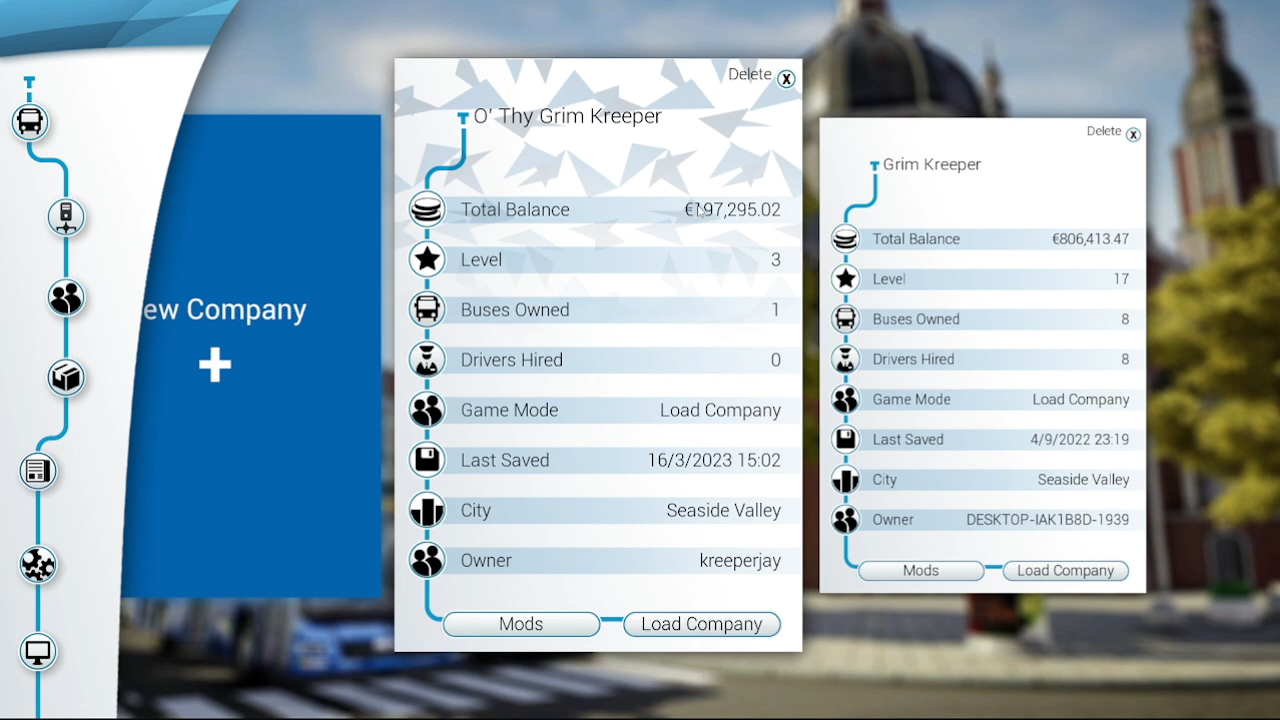 ew Company
Delete X
O' Thy Grim Kreeper
Total Balance €197,295.02
Level 3
Buses Owned 1
Drivers Hired 0
Game Mode Load Company
Last Saved 16/3/2023 15:02
City Seaside Valley
Owner kreeperjay
Mods Load Company
Delete X
Grim Kreeper
Total Balance €806,413.47
Level 17
Buses Owned 8
Drivers Hired 8
Game Mode Load Company
Last Saved 4/9/2022 23:19
City Seaside Valley
Owner DESKTOP-IAK1B8D-1939
Mods Load Company